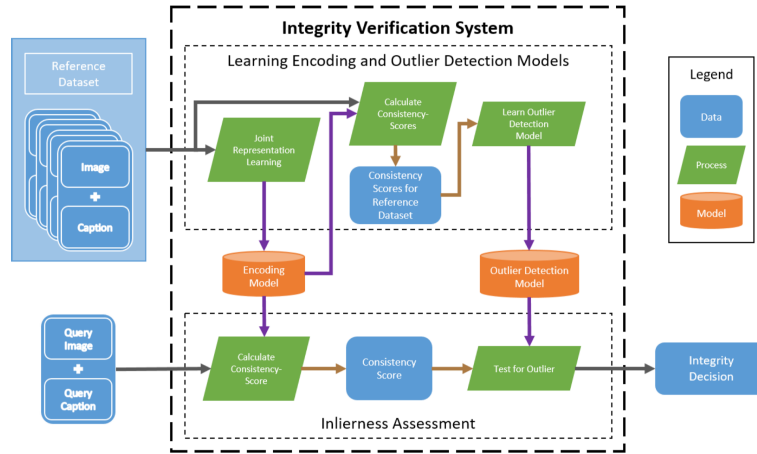 Integrity Verification System
Learning Encoding and Outlier Detection Models
Reference
Dataset
Image
+
Caption
Joint
Representation
Learning
Calculate
Consistency-
Scores
Consistency
Scores for
Reference
Dataset
Learn Outlier
Detection
Model
Encoding
Model
Outlier Detection
Model
Query
Image
+
Query
Caption
Calculate
Consistency-
Score
Consistency
Score
Test for Outlier
Inlierness Assessment
Integrity
Decision
Legend
Data
Process
Model